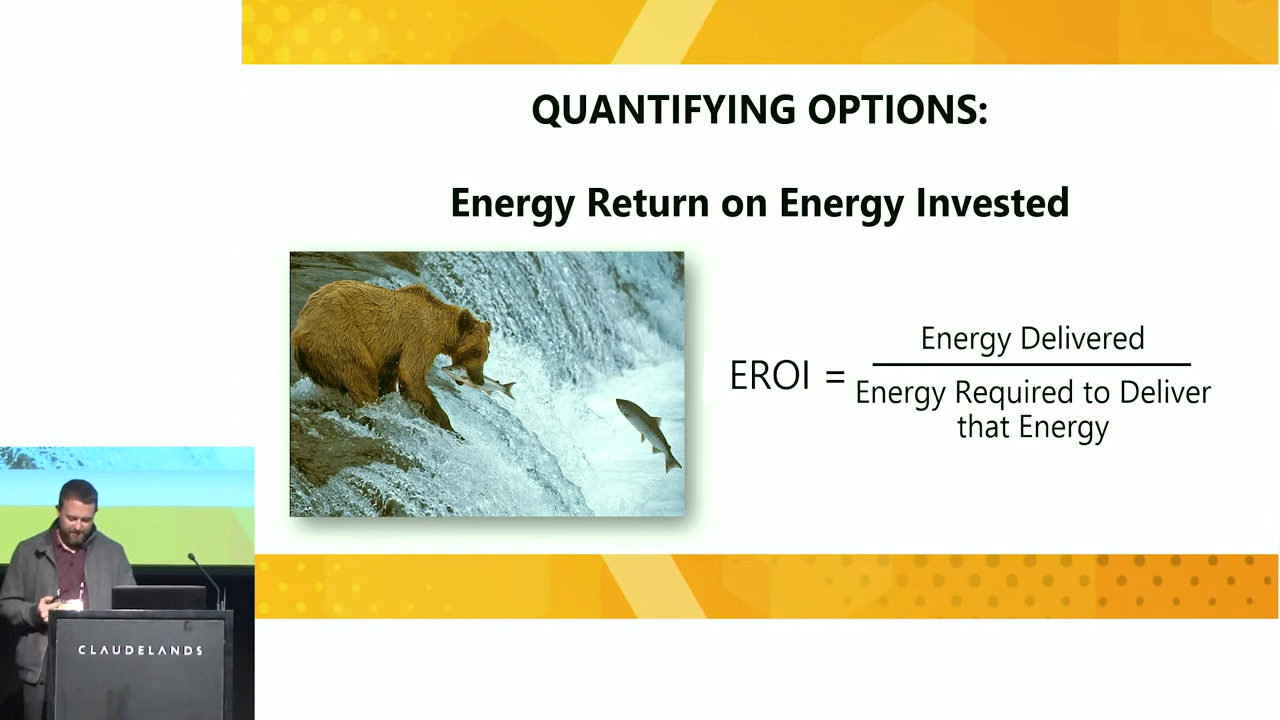 QUANTIFYING OPTIONS:
Energy Return on Energy Invested
EROI =
Energy Delivered
Energy Required to Deliver
that Energy
CLAUDELANDS